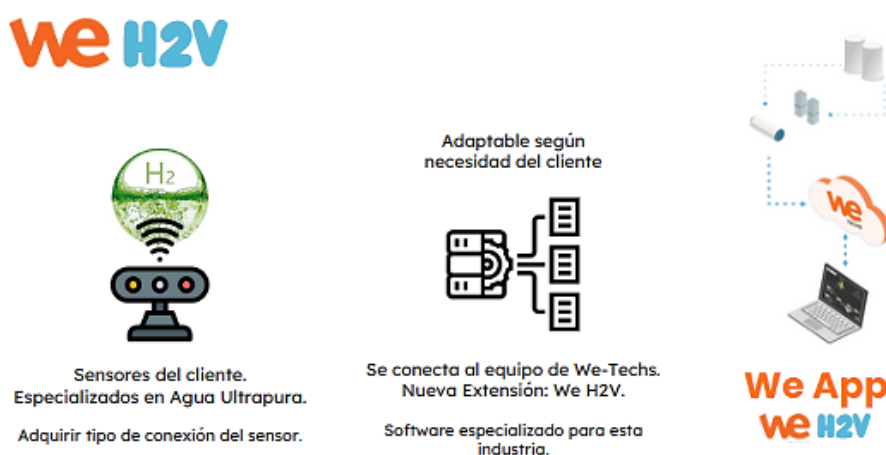 We H2V
H2
Adaptable según
necesidad del cliente
We
Sensores del cliente.
Especializados en Agua Ultrapura.
Adquirir tipo de conexión del sensor.
Se conecta al equipo de We-Techs.
Nueva Extensión: We H2V.
Software especializado para esta
industria.
We App
We H2V